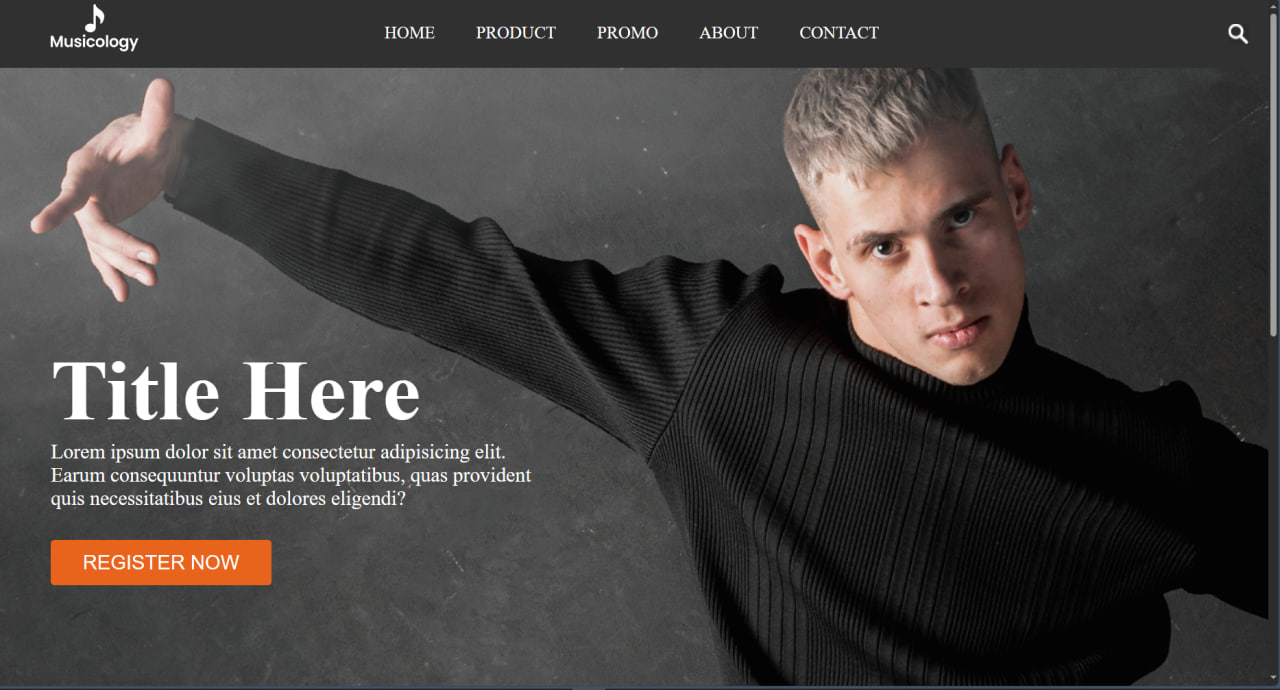 Musicology
HOME PRODUCT PROMO ABOUT CONTACT
Title Here
Lorem ipsum dolor sit amet consectetur adipisicing elit.
Earum consequuntur voluptas voluptatibus, quas provident
quis necessitatibus eius et dolores eligendi?
REGISTER NOW